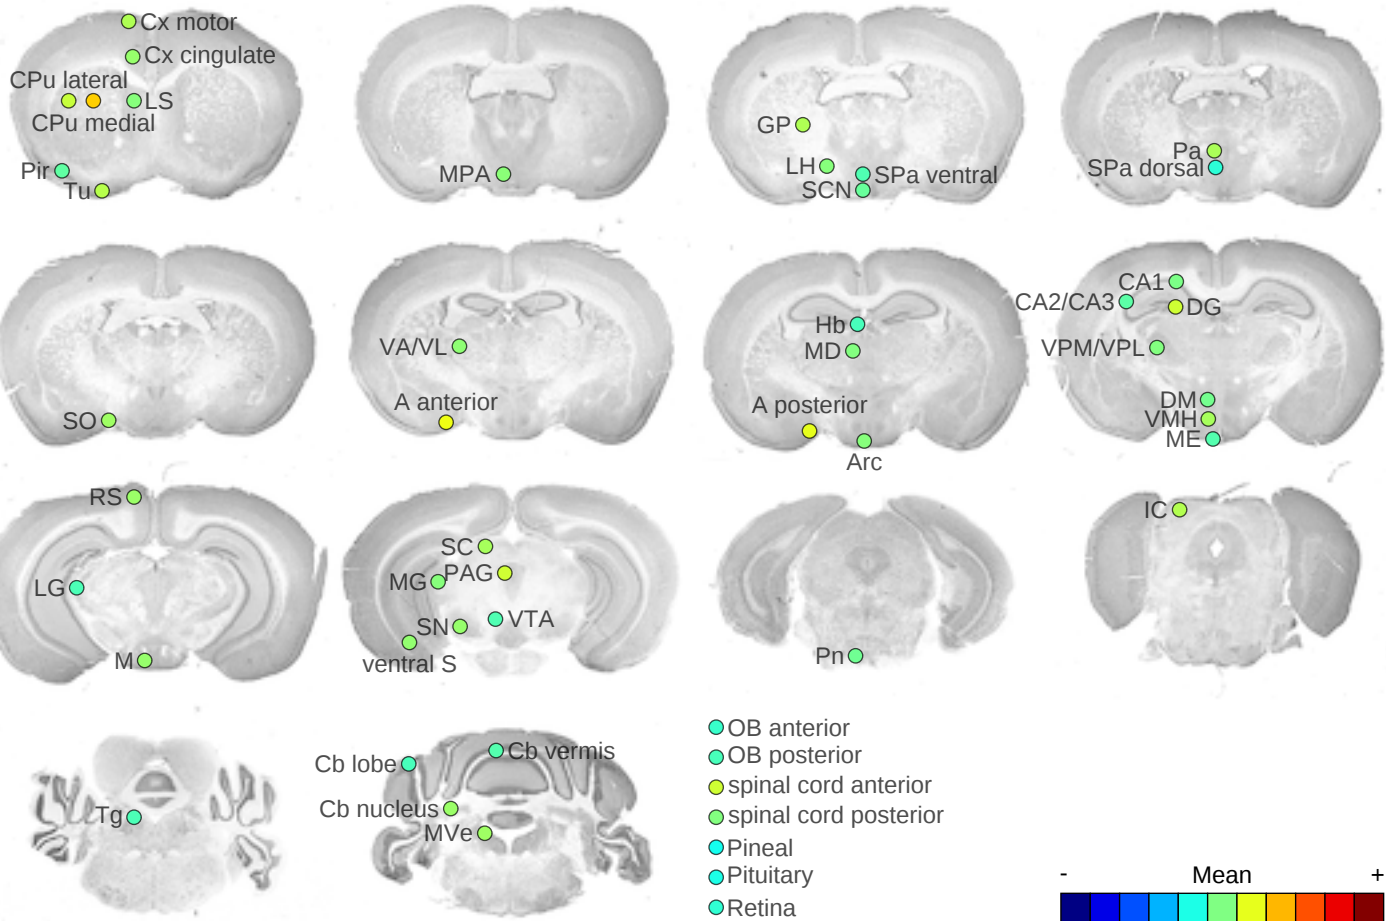 Cx motor
Cx cingulate
CPu lateral
LS
CPu medial
Pir
Tu
MPA
GP
LH
SPa ventral
SCN
Pa
SPa dorsal
SO
VA/VL
A anterior
Hb
MD
A posterior
Arc
CA1
CA2/CA3
DG
VPM/VPL
DM
VMH
ME
RS
LG
M
SC
PAG
MG
VTA
SN
ventral S
Pn
IC
Tg
Cb lobe
Cb vermis
Cb nucleus
MVe
OB anterior
OB posterior
spinal cord anterior
spinal cord posterior
Pineal
Pituitary
Retina
- Mean +